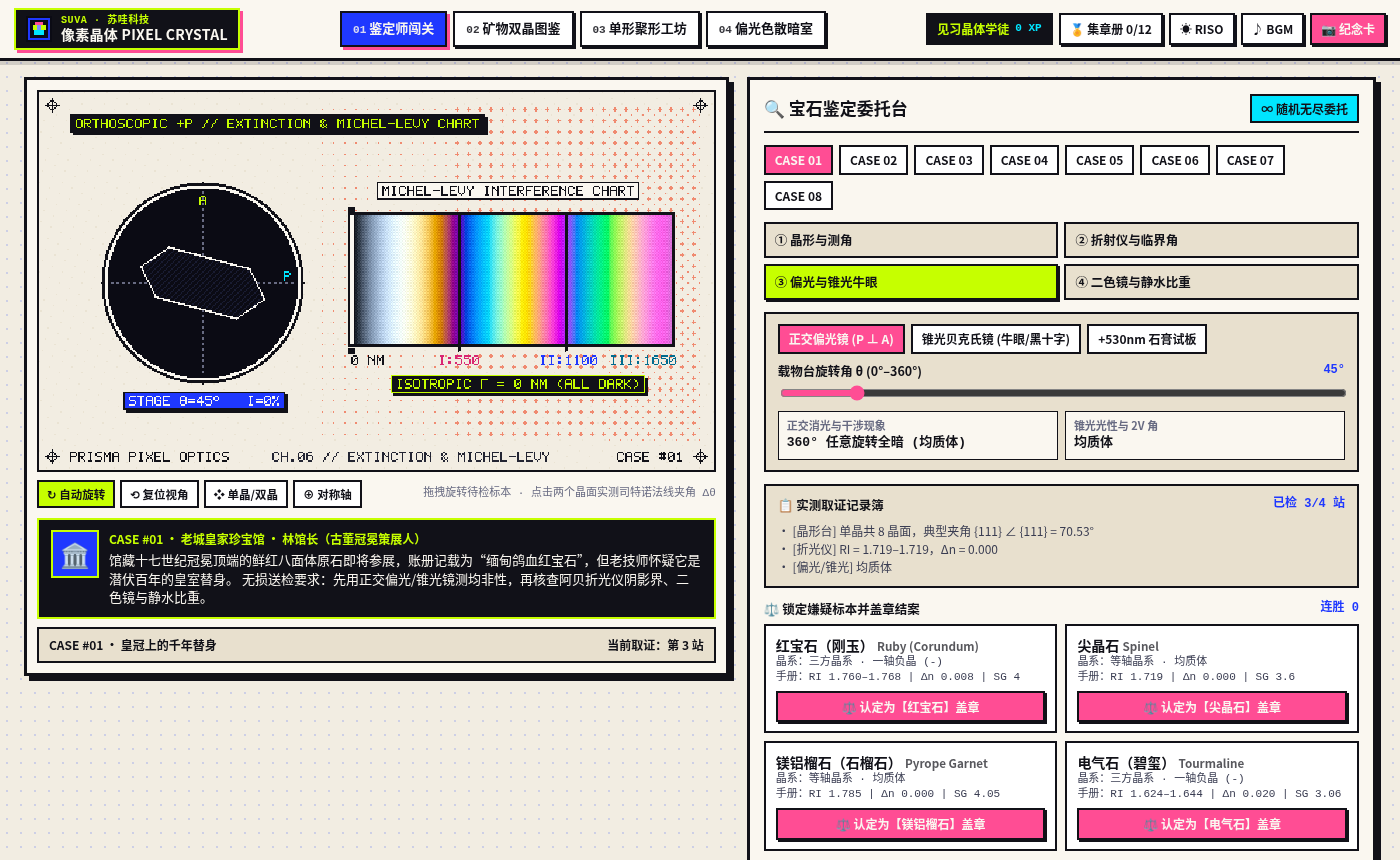 SUVA · 苏哇科技
像素晶体 PIXEL CRYSTAL
01 鉴定师闯关
02 矿物双晶图鉴
03 单形聚形工坊
04 偏光色散暗室
见习晶体学徒 0 XP
🏅 集章册 0/12
☀ RISO
♪ BGM
📷 纪念卡
ORTHOSCOPIC +P // EXTINCTION & MICHEL-LEVY CHART
A
P
MICHEL-LEVY INTERFERENCE CHART
0 NM I:550 II:1100 III:1650
ISOTROPIC Γ = 0 NM (ALL DARK)
STAGE θ=45° I=0%
PRISMA PIXEL OPTICS CH.06 // EXTINCTION & MICHEL-LEVY CASE #01
↻ 自动旋转
⟲ 复位视角
❖ 单晶/双晶
⊕ 对称轴
拖拽旋转待检标本 · 点击两个晶面实测司特诺法线夹角 Δθ
CASE #01 · 老城皇家珍宝馆 · 林馆长（古董冠冕策展人）
馆藏十七世纪冠冕顶端的鲜红八面体原石即将参展，账册记载为“缅甸鸽血红宝石”，但老技师怀疑它是
潜伏百年的皇室替身。 无损送检要求：先用正交偏光/锥光镜测均非性，再核查阿贝折光仪阴影界、二
色镜与静水比重。
CASE #01 · 皇冠上的千年替身
当前取证：第 3 站
🔍 宝石鉴定委托台
∞ 随机无尽委托
CASE 01
CASE 02
CASE 03
CASE 04
CASE 05
CASE 06
CASE 07
CASE 08
① 晶形与测角
② 折射仪与临界角
③ 偏光与锥光牛眼
④ 二色镜与静水比重
正交偏光镜 (P ⊥ A)
锥光贝克氏镜 (牛眼/黑十字)
+530nm 石膏试板
载物台旋转角 θ (0°–360°)
45°
正交消光与干涉现象
360° 任意旋转全暗 (均质体)
锥光光性与 2V 角
均质体
📋 实测取证记录簿
已检 3/4 站
· [晶形台] 单晶共 8 晶面，典型夹角 {111} ∠ {111} = 70.53°
· [折光仪] RI = 1.719–1.719，Δn = 0.000
· [偏光/锥光] 均质体
⚖️ 锁定嫌疑标本并盖章结案
连胜 0
红宝石（刚玉） Ruby (Corundum)
晶系：三方晶系 · 一轴负晶 (-)
手册：RI 1.760–1.768 | Δn 0.008 | SG 4
⚖️ 认定为【红宝石】盖章
尖晶石 Spinel
晶系：等轴晶系 · 均质体
手册：RI 1.719 | Δn 0.000 | SG 3.6
⚖️ 认定为【尖晶石】盖章
镁铝榴石（石榴石） Pyrope Garnet
晶系：等轴晶系 · 均质体
手册：RI 1.785 | Δn 0.000 | SG 4.05
⚖️ 认定为【镁铝榴石】盖章
电气石（碧玺） Tourmaline
晶系：三方晶系 · 一轴负晶 (-)
手册：RI 1.624–1.644 | Δn 0.020 | SG 3.06
⚖️ 认定为【电气石】盖章